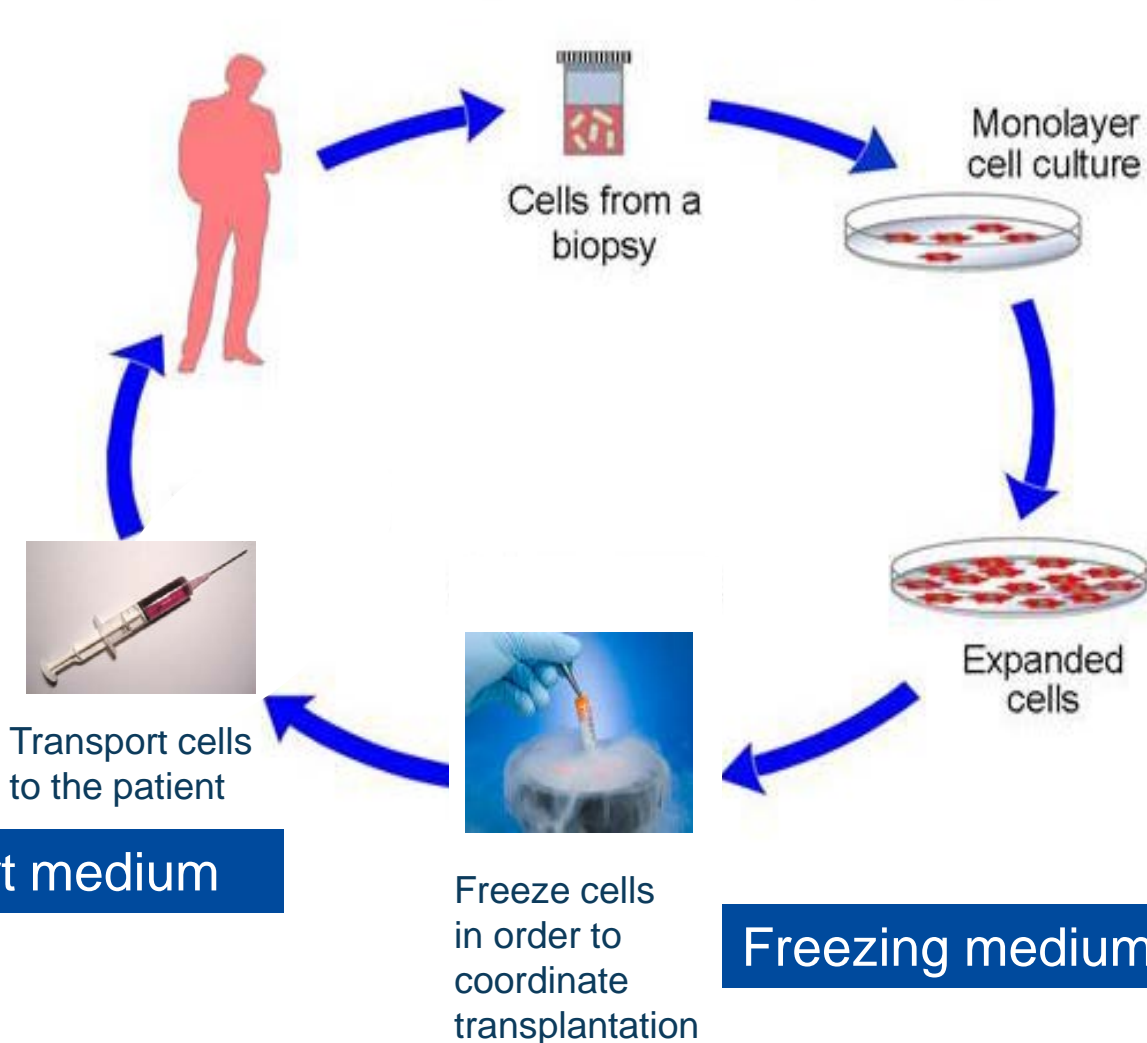 Cells from a
biopsy
Monolayer
cell culture
Expanded
cells
Freeze cells
in order to
coordinate
transplantation
Freezing medium
Transport cells
to the patient
t medium